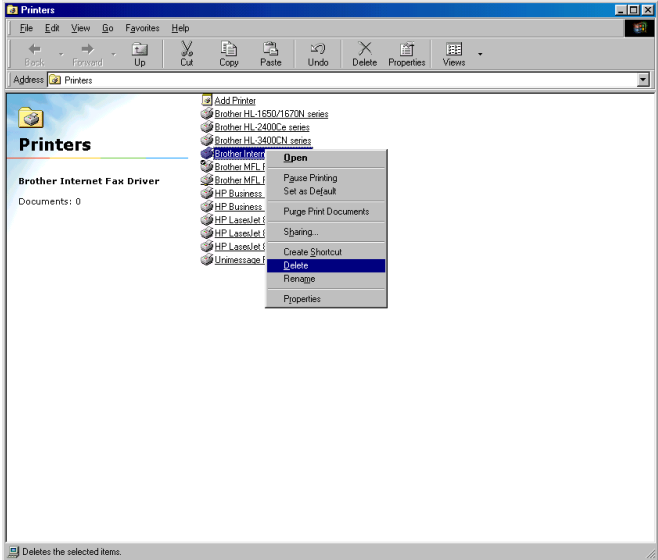 Printers
File Edit View Go Favorites Help
Back Forward Up Cut Copy Paste Undo Delete Properties Views
Address Printers
Printers
Brother Internet Fax Driver
Documents: 0
Add Printer
Brother HL-1650/1670N series
Brother HL-2400Ce series
Brother HL-3400CN series
Brother Intern
Brother MFL
Brother MFL
HP Business
HP Business
HP LaserJet
HP LaserJet
HP LaserJet
Unimessage
Open
Pause Printing
Set as Default
Purge Print Documents
Sharing...
Create Shortcut
Delete
Rename
Properties
Deletes the selected items.